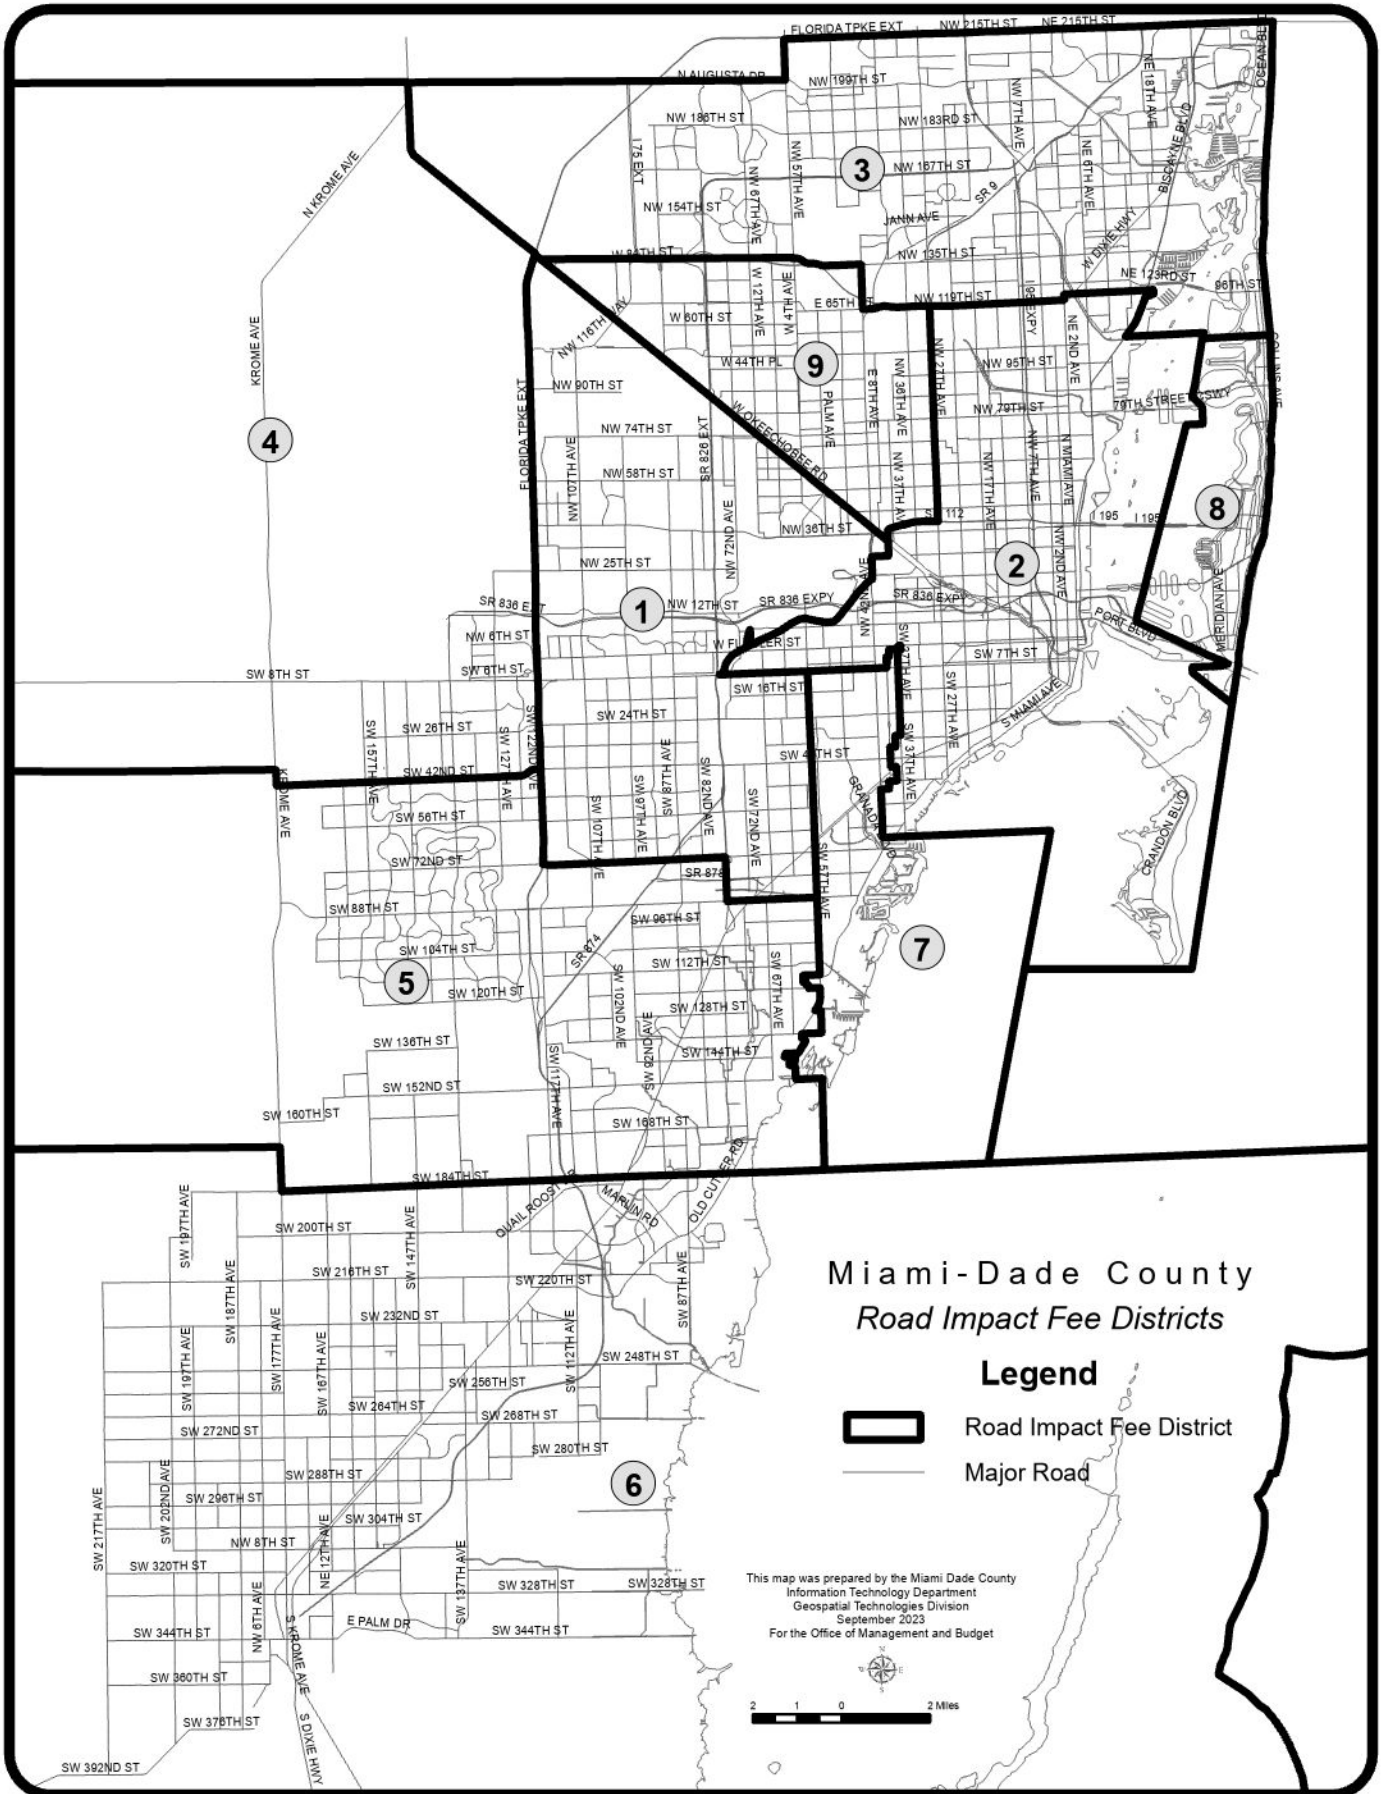 FLORIDA TPKE EXT
NW 215TH ST
NE 215TH ST
N AUGUSTA DR
NW 199TH ST
NE 18TH AVE
NW 186TH ST
NW 183RD ST
NW 7TH AVE
BISCAYNE BLVD
I 75 EXT
NW 57TH AVE
3
NW 167TH ST
NE 6TH AVE
N KROME AVE
NW 67TH AVE
SR 9
NW 154TH ST
JANN AVE
W DIXIE HWY
NW 135TH ST
NE 123RD ST
96TH ST
W 12TH AVE
W 4TH AVE
NW 119TH ST
W 60TH ST
NW 116TH WAY
NE 2ND AVE
KROME AVE
W 44TH PL
9
NW 95TH ST
NW 27TH AVE
COLLINS AVE
NW 90TH ST
E 8TH AVE
NW 36TH AVE
PALM AVE
NW 79TH ST
79TH STREET CSWY
FLORIDA TPKE EXT
W OKEECHOBEE RD
NW 74TH ST
SR 826 EXT
4
NW 107TH AVE
NW 58TH ST
NW 37TH AV
NW 17TH AVE
NW 7TH AVE
N MIAMI AVE
8
NW 72ND AVE
NW 36TH ST
I 195
I 195
NW 25TH ST
NW 42ND AVE
2
NW 2ND AVE
1
NW 12TH ST
SR 836 EXPY
SR 836 EXPY
MERIDIAN AVE
NW 6TH ST
PORT BLVD
SW 8TH ST
SW 6TH ST
SW 7TH ST
SW 37TH AVE
SW 16TH ST
SW 27TH AVE
S MIAMI AVE
SW 24TH ST
SW 26TH ST
SW 157TH AVE
SW 127TH AVE
SW 122ND AVE
SW 37TH AVE
SW 42ND ST
KROME AVE
SW 97TH AVE
SW 87TH AVE
SW 82ND AVE
SW 72ND AVE
SW 107TH AVE
SW 56TH ST
CRANDON BLVD
SW 72ND ST
SR 878
SW 57TH AVE
SW 88TH ST
SW 96TH ST
SW 104TH ST
SR 874
7
5
SW 112TH ST
SW 67TH AVE
SW 120TH ST
SW 102ND AVE
SW 128TH ST
SW 92ND AVE
SW 136TH ST
SW 144TH ST
SW 117TH AVE
SW 152ND ST
SW 160TH ST
SW 168TH ST
SW 184TH ST
OLD CUTLER RD
MARLIN RD
SW 197TH AVE
SW 200TH ST
SW 147TH AVE
SW 187TH AVE
SW 216TH ST
SW 220TH ST
SW 87TH AVE
Miami-Dade County
Road Impact Fee Districts
SW 232ND ST
SW 177TH AVE
SW 197TH AVE
SW 167TH AVE
SW 112TH AVE
SW 248TH ST
Legend
SW 256TH ST
SW 264TH ST
SW 268TH ST
Road Impact Fee District
SW 272ND ST
SW 280TH ST
SW 288TH ST
Major Road
6
SW 202ND AVE
SW 296TH ST
SW 217TH AVE
SW 304TH ST
NW 8TH ST
NE 12TH AVE
SW 320TH ST
SW 137TH AVE
SW 328TH ST
SW 328TH ST
This map was prepared by the Miami Dade County
Information Technology Department
Geospatial Technologies Division
September 2023
For the Office of Management and Budget
NW 6TH AVE
S KROME AVE
E PALM DR
SW 344TH ST
SW 344TH ST
SW 360TH ST
N
E
S
W
2 1 0 2 Miles
SW 376TH ST
S DIXIE HWY
SW 392ND ST